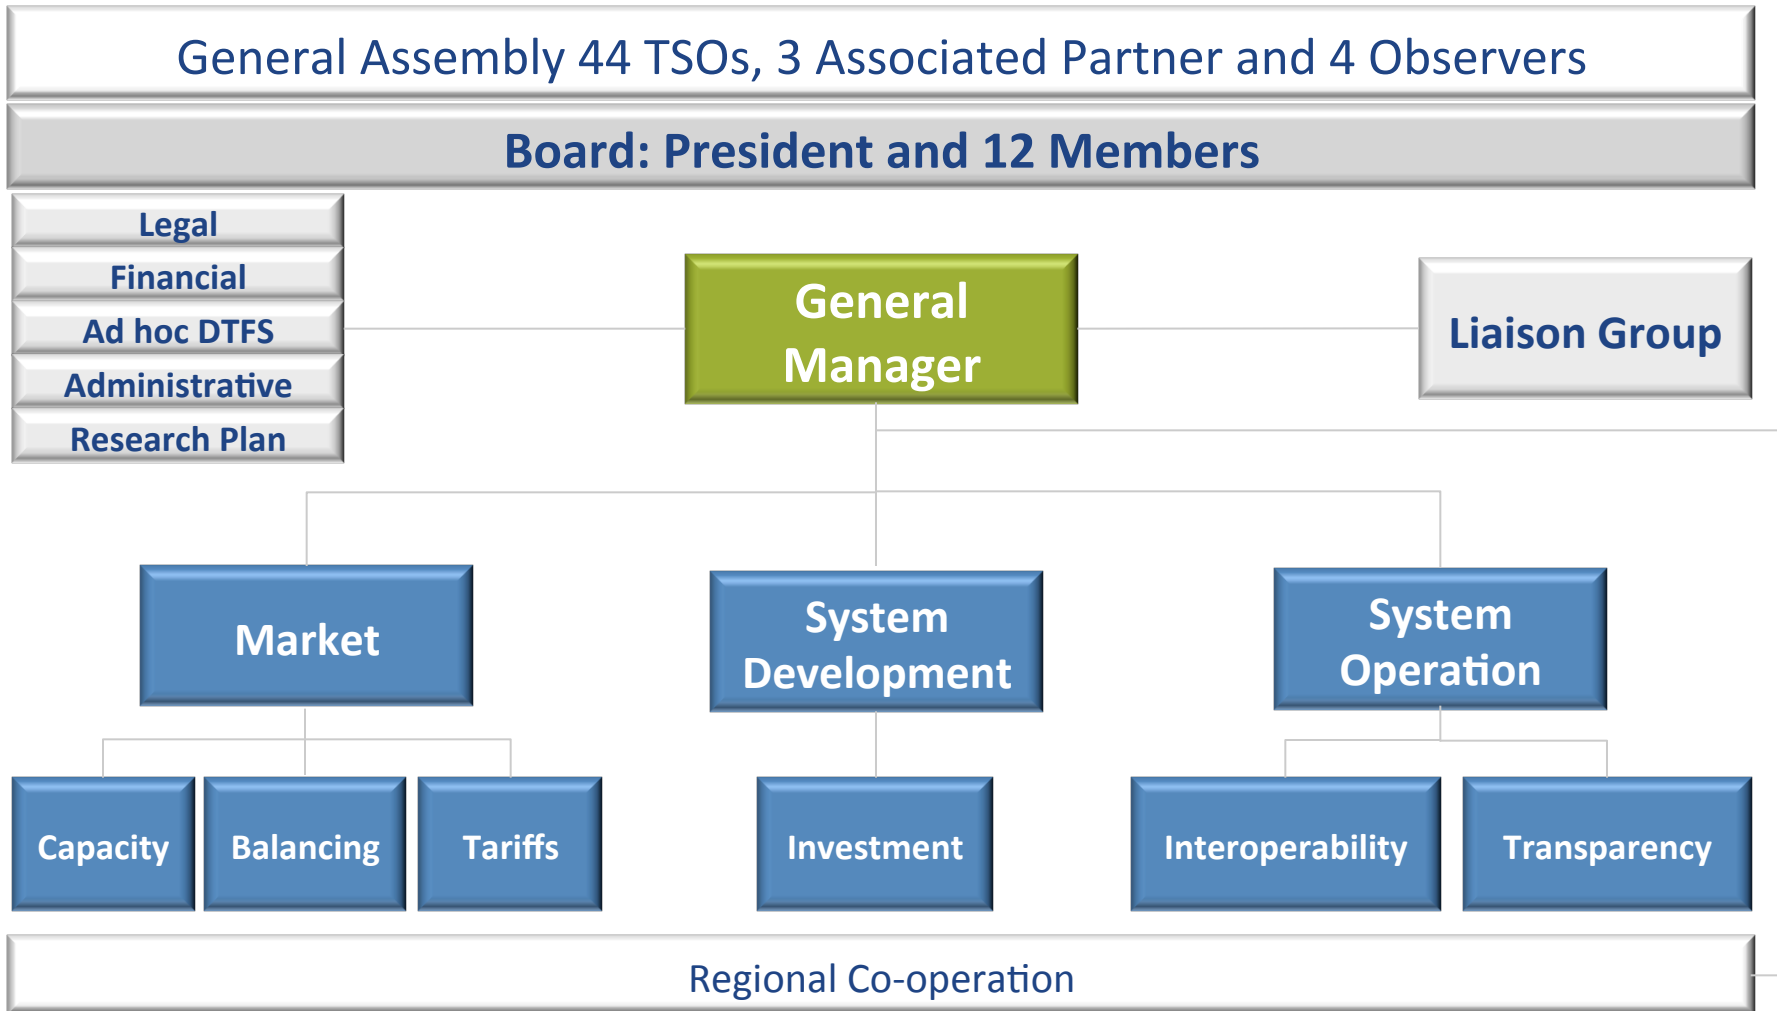 General Assembly 44 TSOs, 3 Associated Partner and 4 Observers
Board: President and 12 Members
Legal
Financial
Ad hoc DTFS
Administrative
Research Plan
General
Manager
Liaison Group
Market
System
Development
System
Operation
Capacity
Balancing
Tariffs
Investment
Interoperability
Transparency
Regional Co-operation